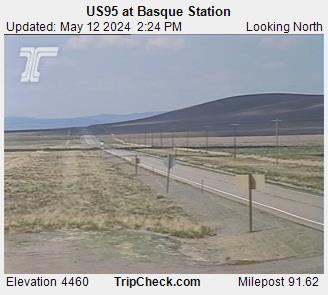 US95 at Basque Station
Updated: May 12 2024 2:24 PM Looking North
Elevation 4460 TripCheck.com Milepost 91.62